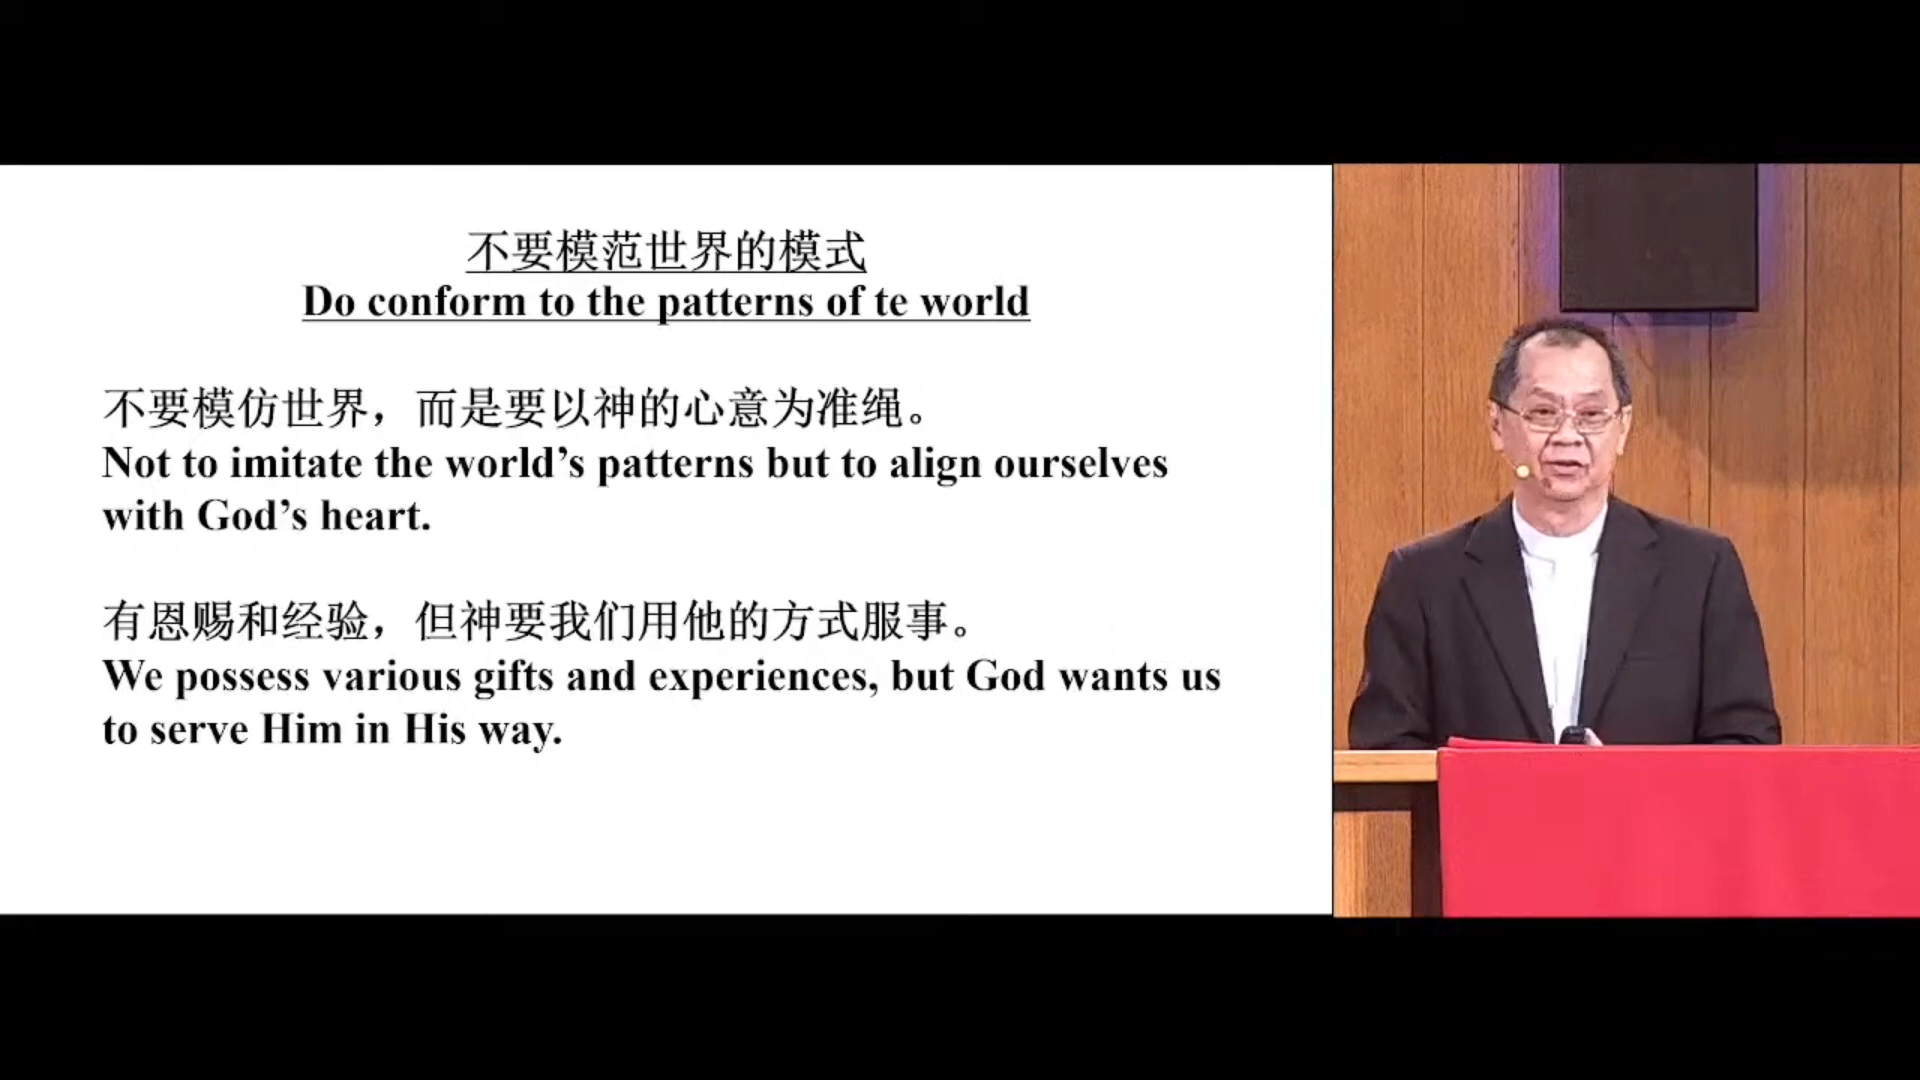 不要模范世界的模式
Do conform to the patterns of te world
不要模仿世界，而是要以神的心意为准绳。
Not to imitate the world’s patterns but to align ourselves
with God’s heart.
有恩赐和经验，但神要我们用他的方式服事。
We possess various gifts and experiences, but God wants us
to serve Him in His way.